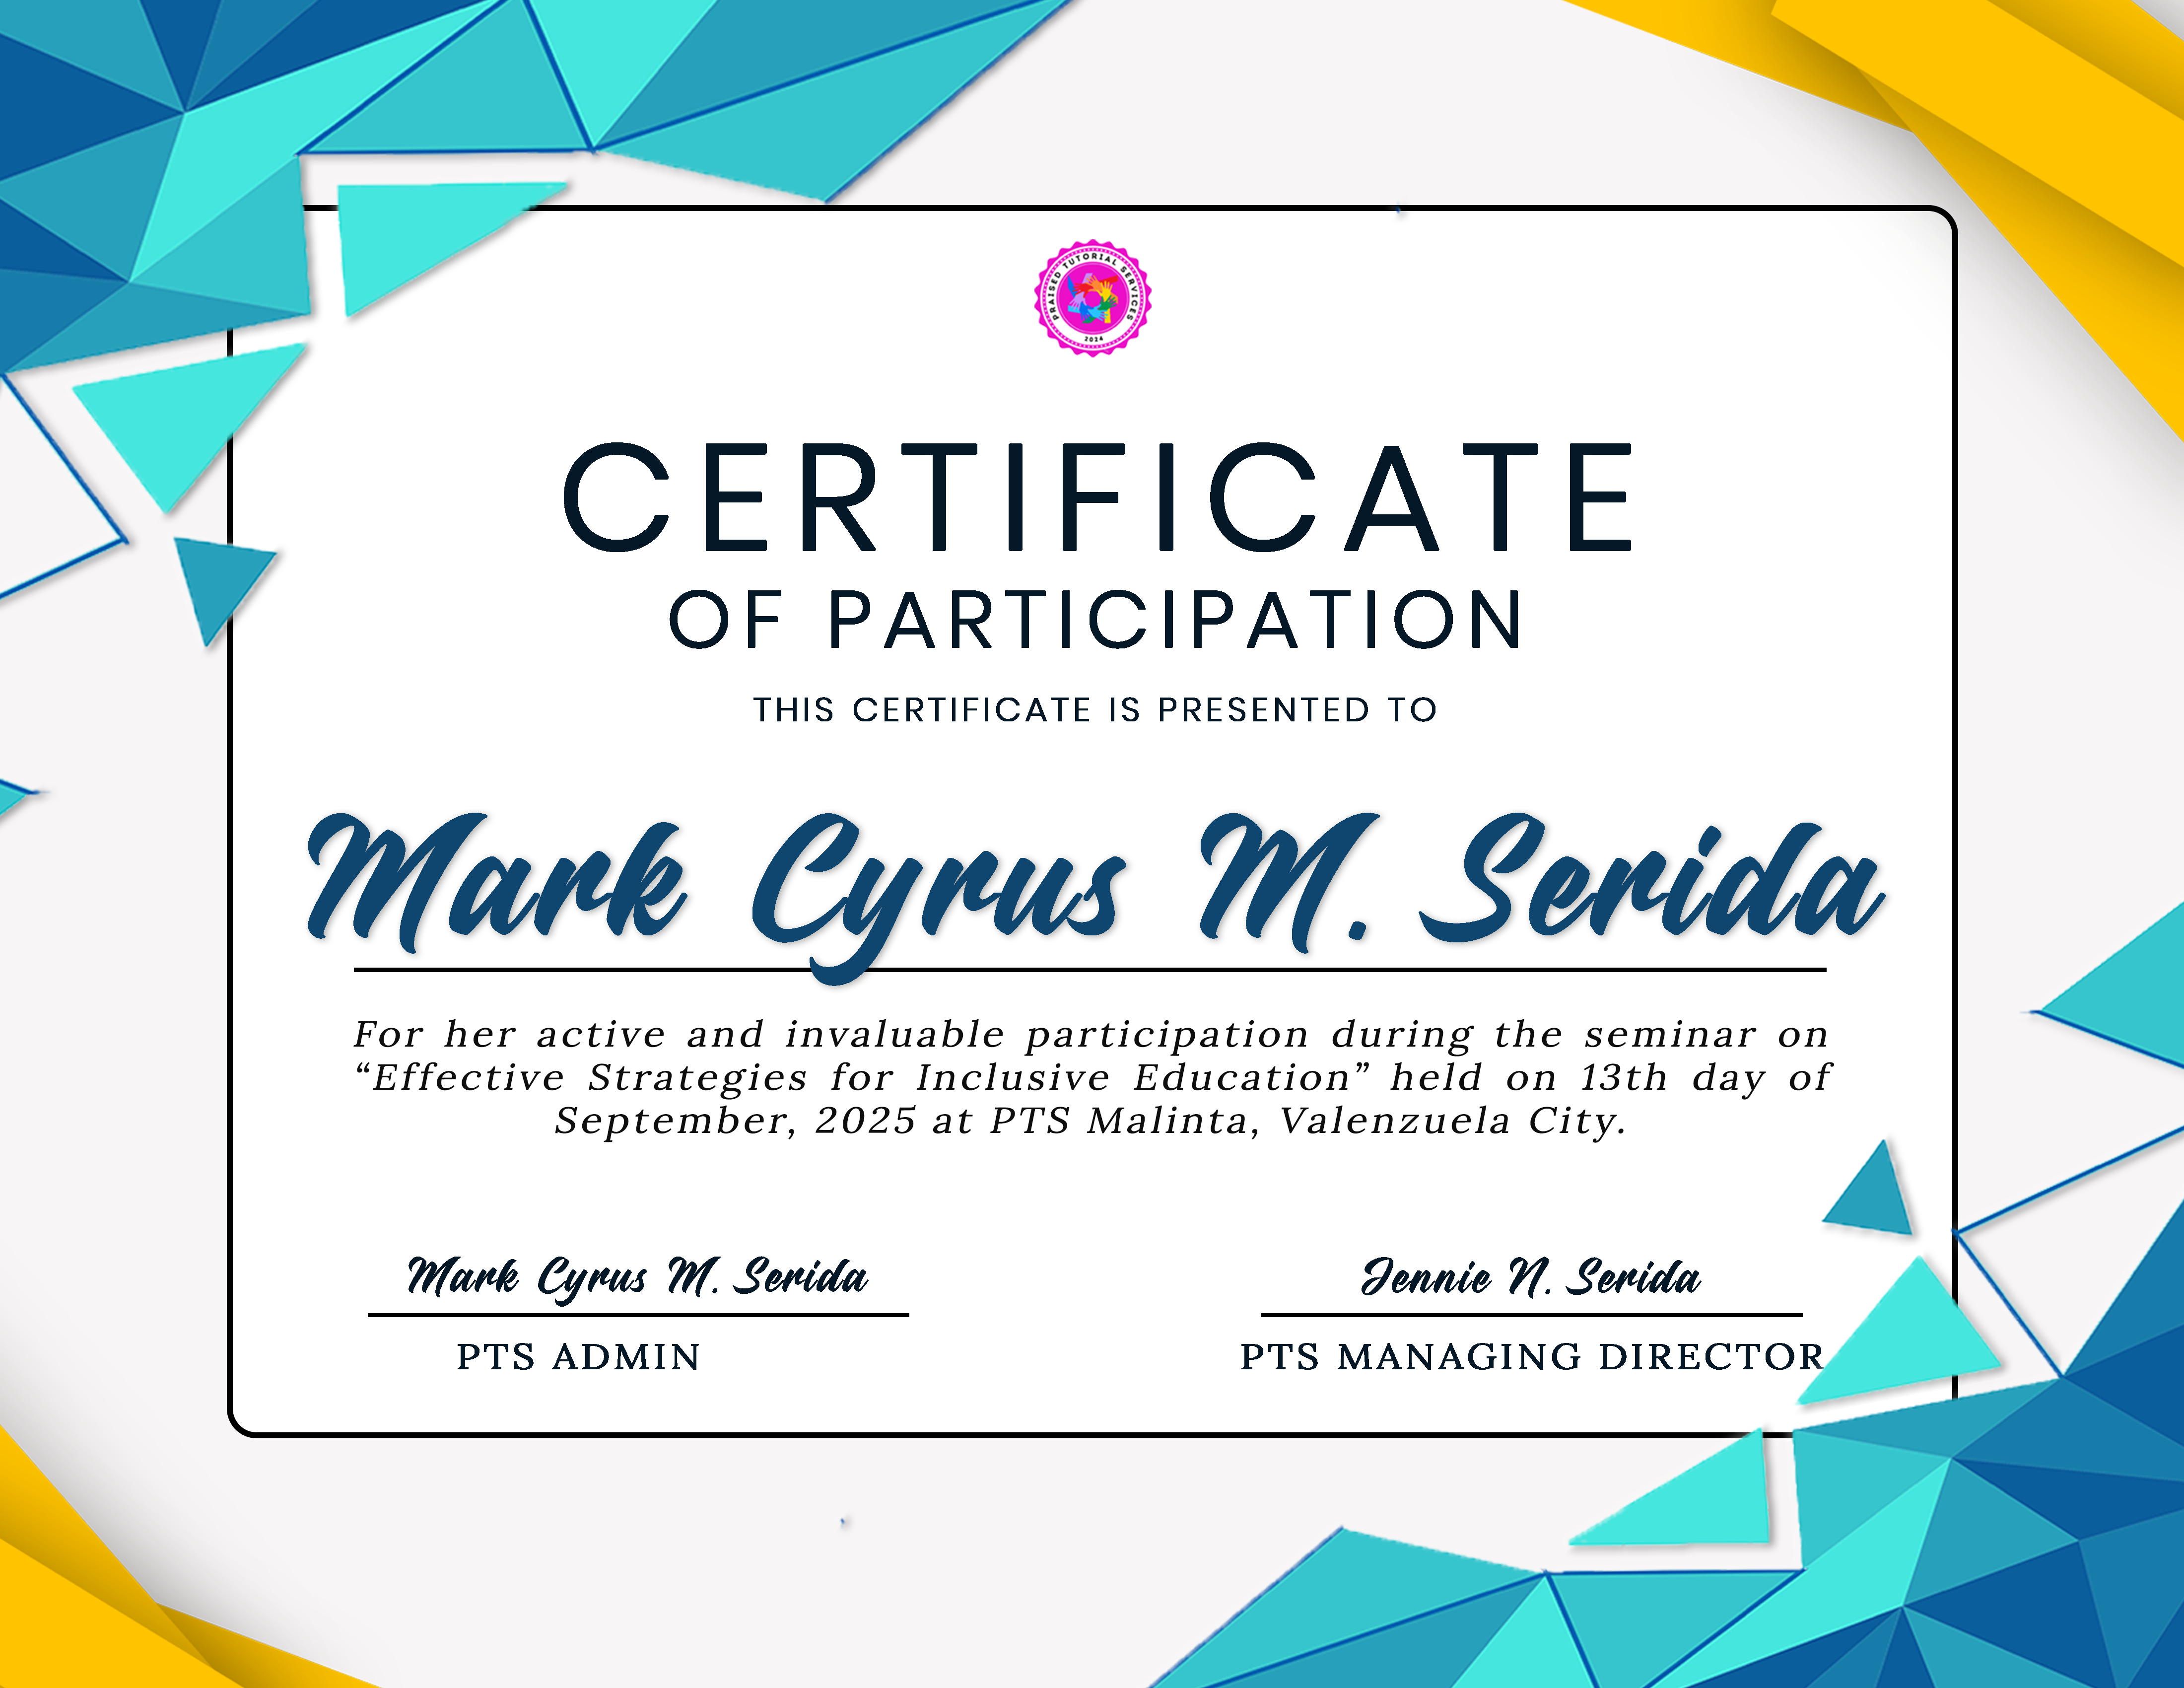 PRAISED TUTORIAL SERVICES
2024
CERTIFICATE
OF PARTICIPATION
THIS CERTIFICATE IS PRESENTED TO
Mark Cyrus M. Serida
For her active and invaluable participation during the seminar on
“Effective Strategies for Inclusive Education” held on 13th day of
September, 2025 at PTS Malinta, Valenzuela City.
Mark Cyrus M. Serida
PTS ADMIN
Jennie N. Serida
PTS MANAGING DIRECTOR